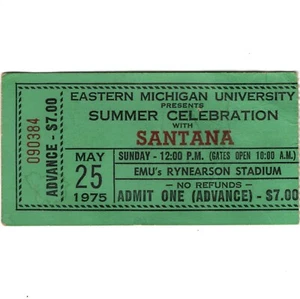 090384
ADVANCE - $7.00
EASTERN MICHIGAN UNIVERSITY
PRESENTS
SUMMER CELEBRATION
WITH
SANTANA
MAY
25
1975
SUNDAY - 12:00 P.M. (GATES OPEN 10:00 A.M.)
EMU's RYNEARSON STADIUM
— NO REFUNDS —
ADMIT ONE (ADVANCE) - $7.00